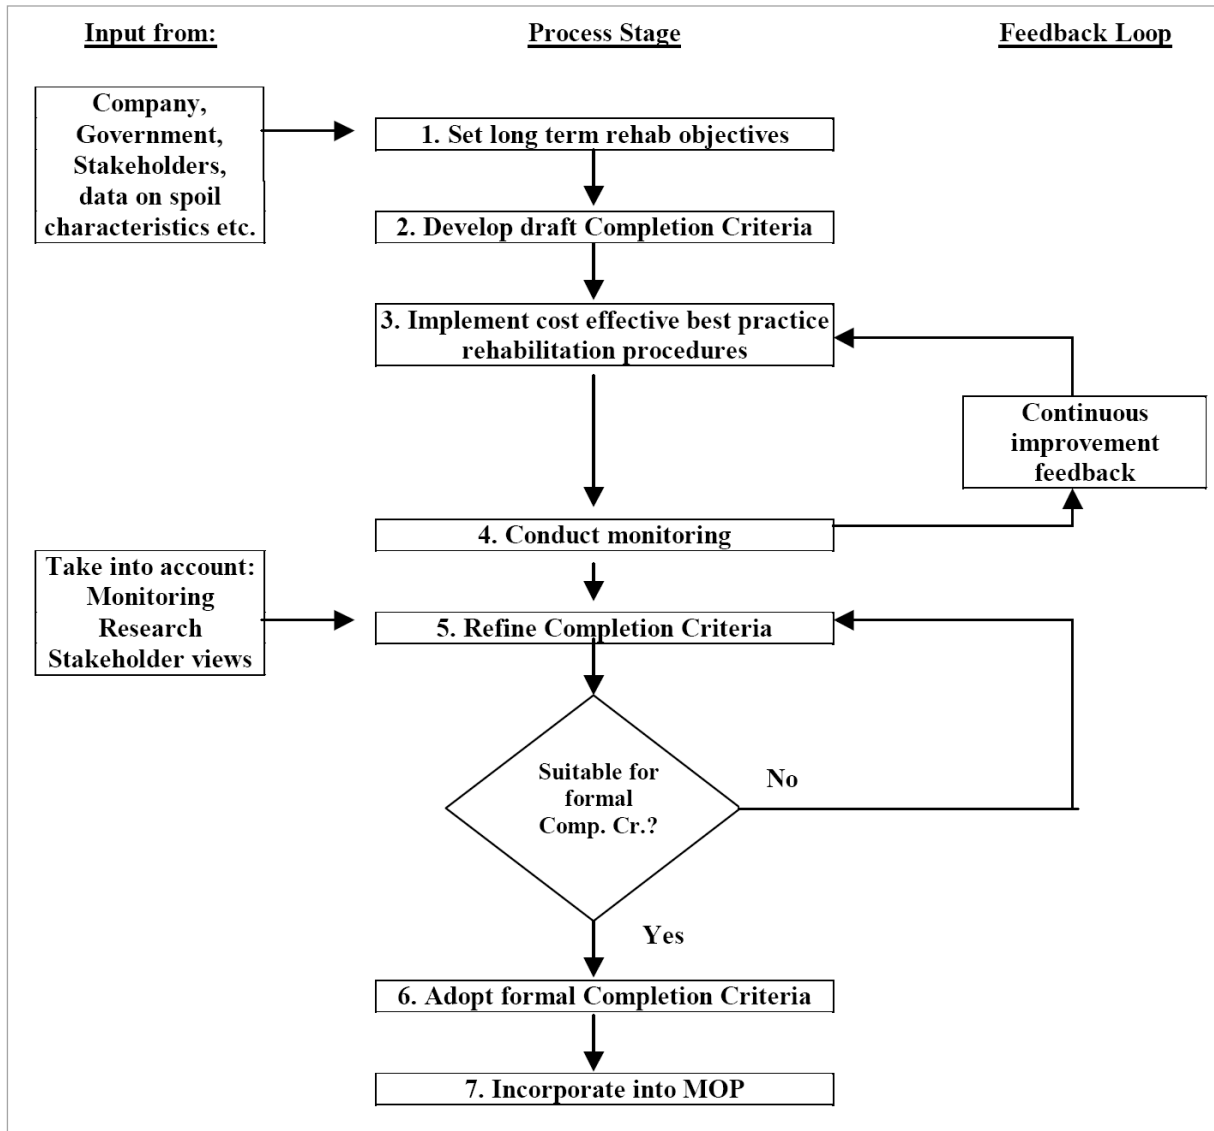 Input from:
Process Stage
Feedback Loop
Company,
Government,
Stakeholders,
data on spoil
characteristics etc.
1. Set long term rehab objectives
2. Develop draft Completion Criteria
3. Implement cost effective best practice
rehabilitation procedures
Continuous
improvement
feedback
4. Conduct monitoring
Take into account:
Monitoring
Research
Stakeholder views
5. Refine Completion Criteria
Suitable for
formal
Comp. Cr.?
No
Yes
6. Adopt formal Completion Criteria
7. Incorporate into MOP